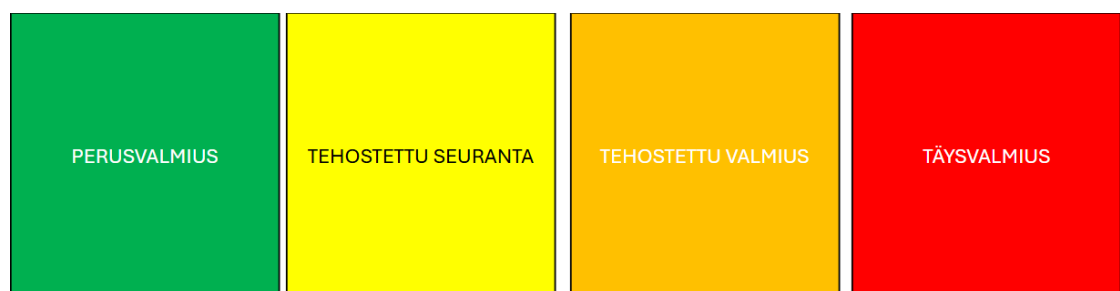 PERUSVALMIUS
TEHOSTETTU SEURANTA
TEHOSTETTU VALMIUS
TÄYSVALMIUS